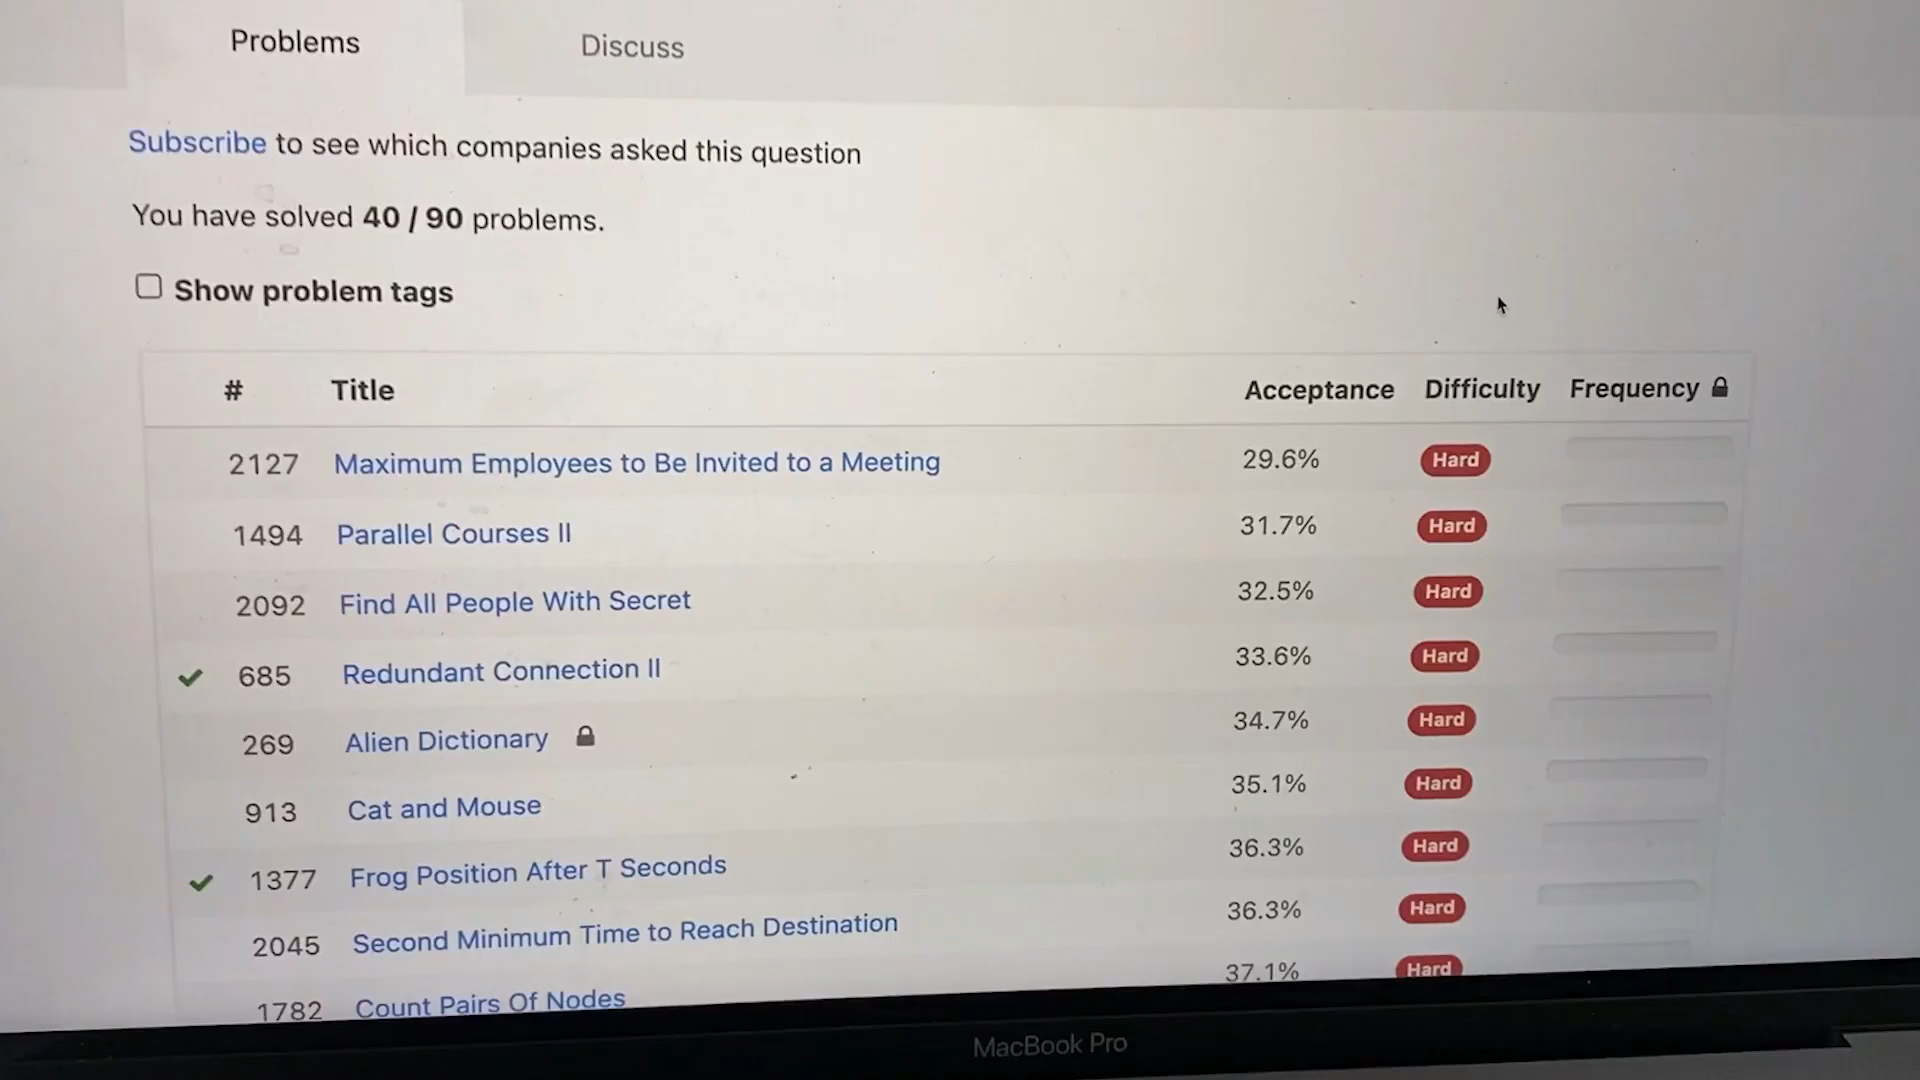 Problems Discuss
Subscribe to see which companies asked this question
You have solved 40 / 90 problems.
Show problem tags
# Title Acceptance Difficulty Frequency
2127 Maximum Employees to Be Invited to a Meeting 29.6% Hard
1494 Parallel Courses II 31.7% Hard
2092 Find All People With Secret 32.5% Hard
685 Redundant Connection II 33.6% Hard
269 Alien Dictionary 34.7% Hard
913 Cat and Mouse 35.1% Hard
1377 Frog Position After T Seconds 36.3% Hard
2045 Second Minimum Time to Reach Destination 36.3% Hard
1782 Count Pairs Of Nodes 37.1% Hard
MacBook Pro